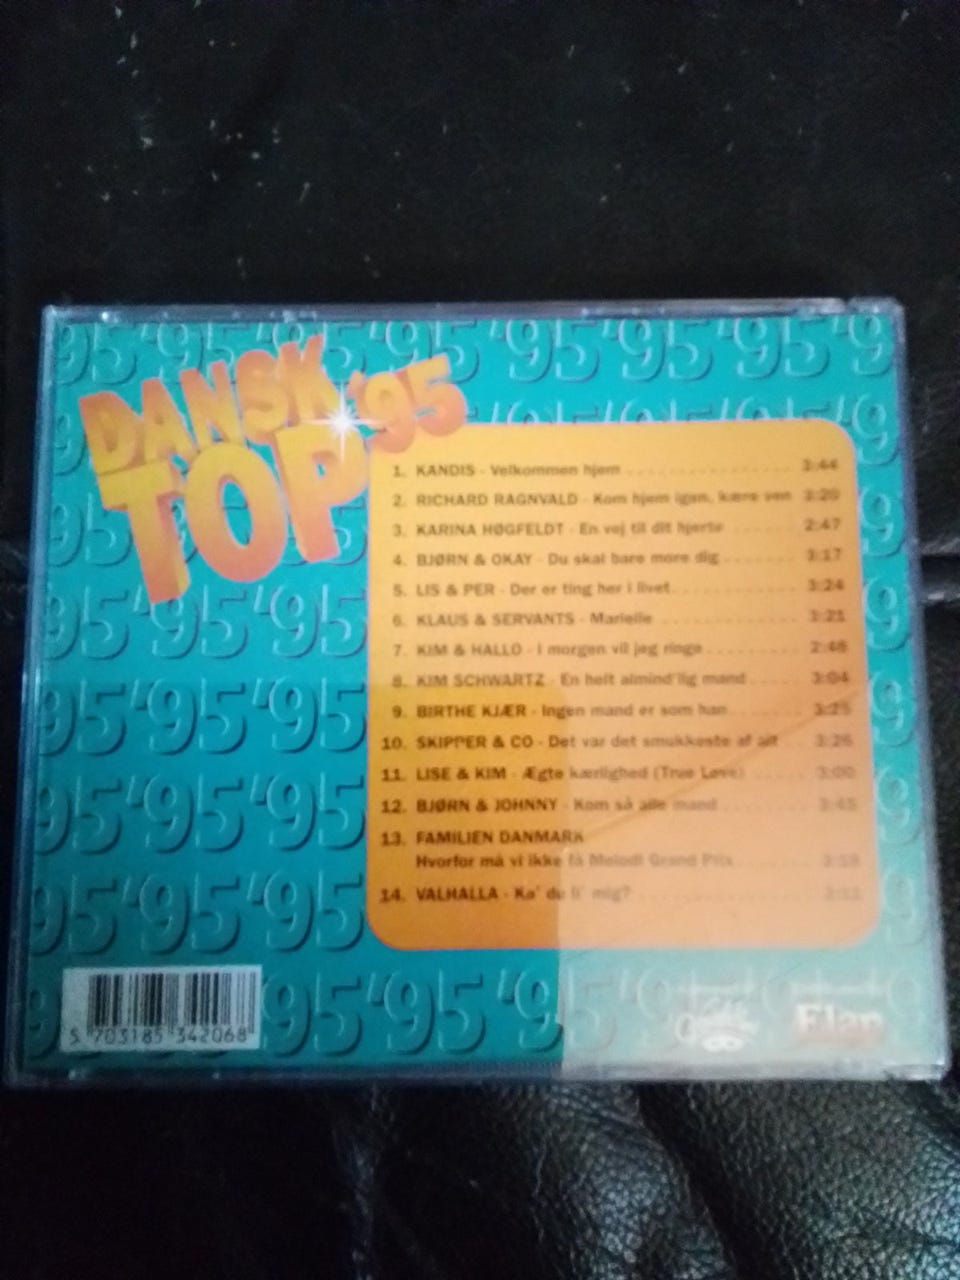 DANSK
TOP '95
1. KANDIS - Velkommen hjem 3:44
2. RICHARD RAGNVALD - Kom hjem igen, kære ven 3:20
3. KARINA HØGFELDT - En vej til dit hjerte 2:47
4. BJØRN & OKAY - Du skal bare more dig 3:17
5. LIS & PER - Der er ting her i livet 3:24
6. KLAUS & SERVANTS - Marielle 3:21
7. KIM & HALLO - I morgen vil jeg ringe 2:48
8. KIM SCHWARTZ - En helt almind'lig mand 3:04
9. BIRTHE KJÆR - Ingen mand er som han 3:25
10. SKIPPER & CO - Det var det smukkeste af alt 3:26
11. LISE & KIM - Ægte kærlighed (True Love) 3:00
12. BJØRN & JOHNNY - Kom så alle mand 3:45
13. FAMILIEN DANMARK
Hvorfor må vi ikke få Melodi Grand Prix
14. VALHALLA - Ka' du li' mig?
5 703185 342068
Elap